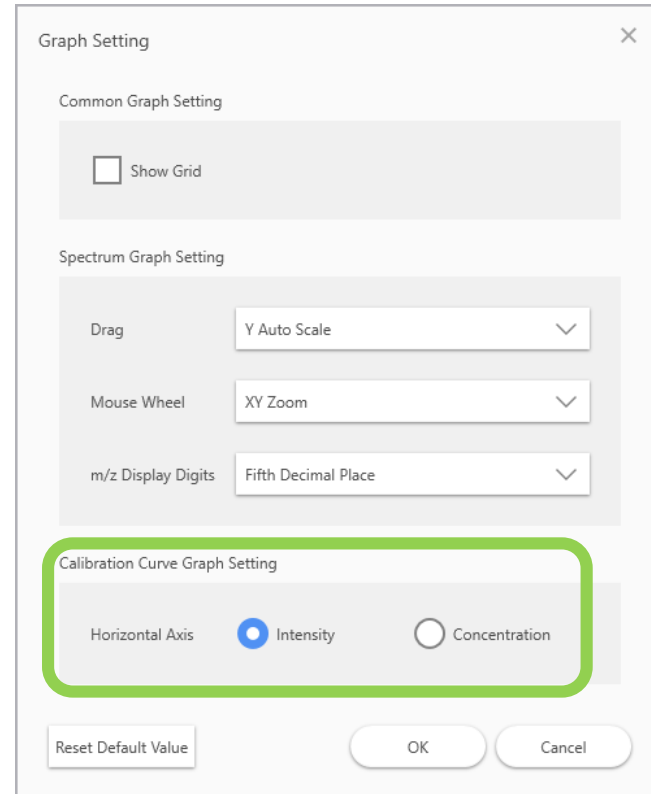 Graph Setting
Common Graph Setting
Show Grid
Spectrum Graph Setting
Drag Y Auto Scale
Mouse Wheel XY Zoom
m/z Display Digits Fifth Decimal Place
Calibration Curve Graph Setting
Horizontal Axis Intensity Concentration
Reset Default Value OK Cancel